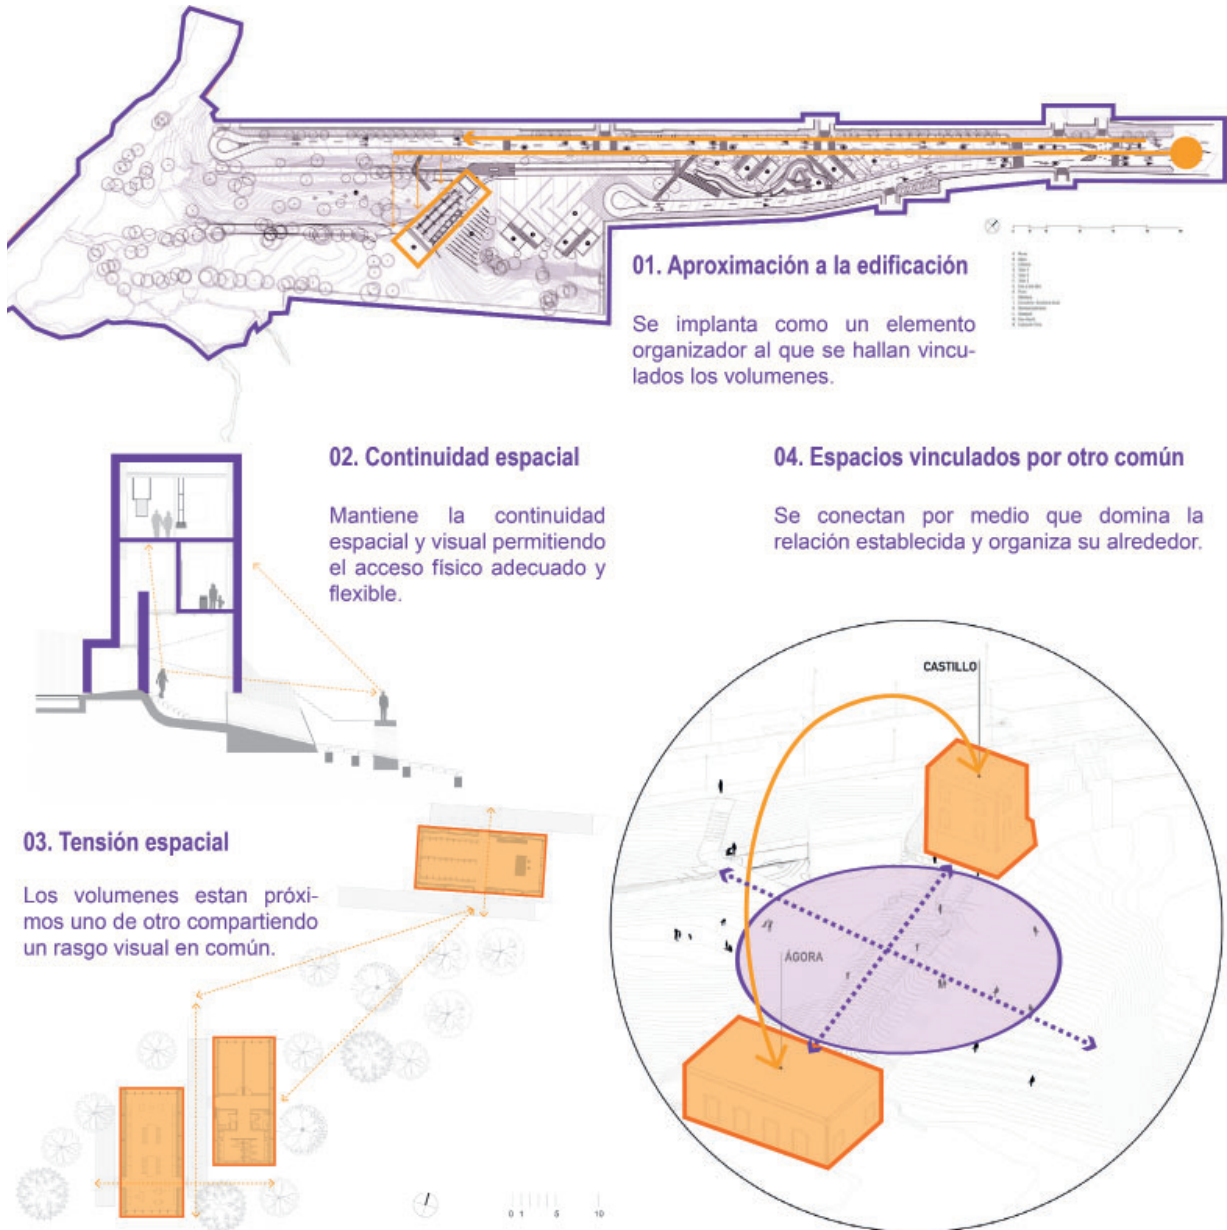 01. Aproximación a la edificación
Se implanta como un elemento
organizador al que se hallan vincu-
lados los volumenes.
02. Continuidad espacial
Mantiene la continuidad
espacial y visual permitiendo
el acceso físico adecuado y
flexible.
04. Espacios vinculados por otro común
Se conectan por medio que domina la
relación establecida y organiza su alrededor.
03. Tensión espacial
Los volumenes estan próxi-
mos uno de otro compartiendo
un rasgo visual en común.
CASTILLO
ÁGORA
0 1 5 10